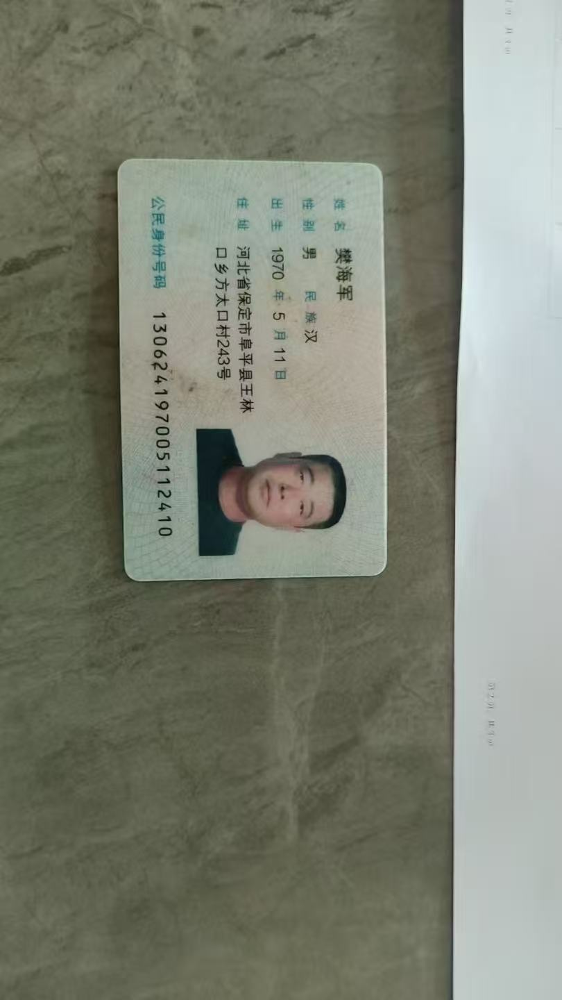 姓名 樊海军
性别 男 民族 汉
出生 1970 年 5 月 11 日
住址 河北省保定市阜平县王林
口乡方太口村243号
公民身份号码 130624197005112410